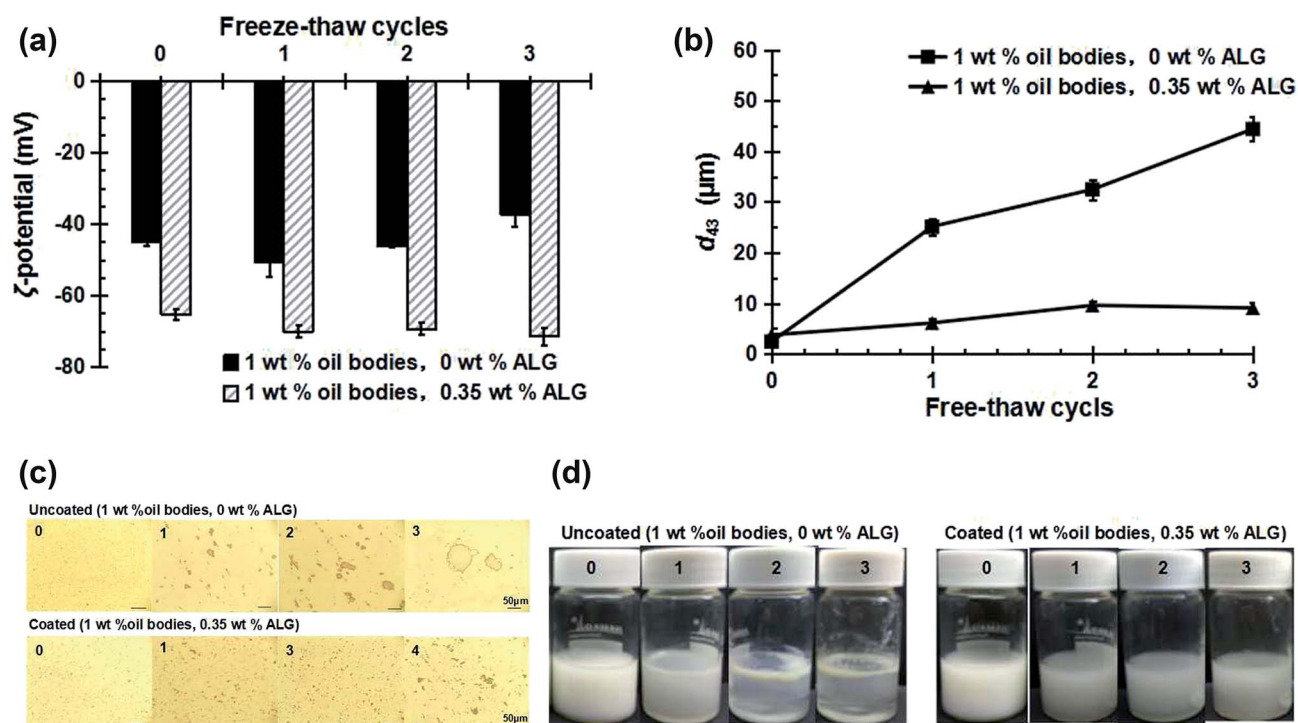 (a)
Freeze-thaw cycles
0 1 2 3
ζ-potential (mV)
0
-20
-40
-60
-80
1 wt % oil bodies, 0 wt % ALG
1 wt % oil bodies, 0.35 wt % ALG
(b)
d43 (μm)
60
50
40
30
20
10
0
1 wt % oil bodies, 0 wt % ALG
1 wt % oil bodies, 0.35 wt % ALG
0 1 2 3
Free-thaw cycls
(c)
Uncoated (1 wt %oil bodies, 0 wt % ALG)
0 1 2 3
50μm
Coated (1 wt %oil bodies, 0.35 wt % ALG)
0 1 3 4
50μm
(d)
Uncoated (1 wt %oil bodies, 0 wt % ALG)
0 1 2 3
Coated (1 wt %oil bodies, 0.35 wt % ALG)
0 1 2 3